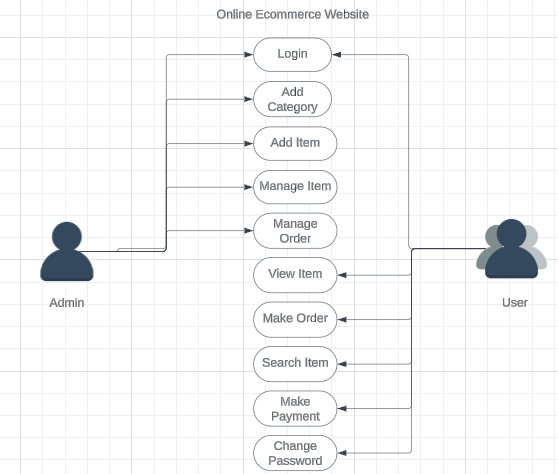 Online Ecommerce Website
Login
Add
Category
Add Item
Manage Item
Manage
Order
View Item
Make Order
Search Item
Make
Payment
Change
Password
Admin
User